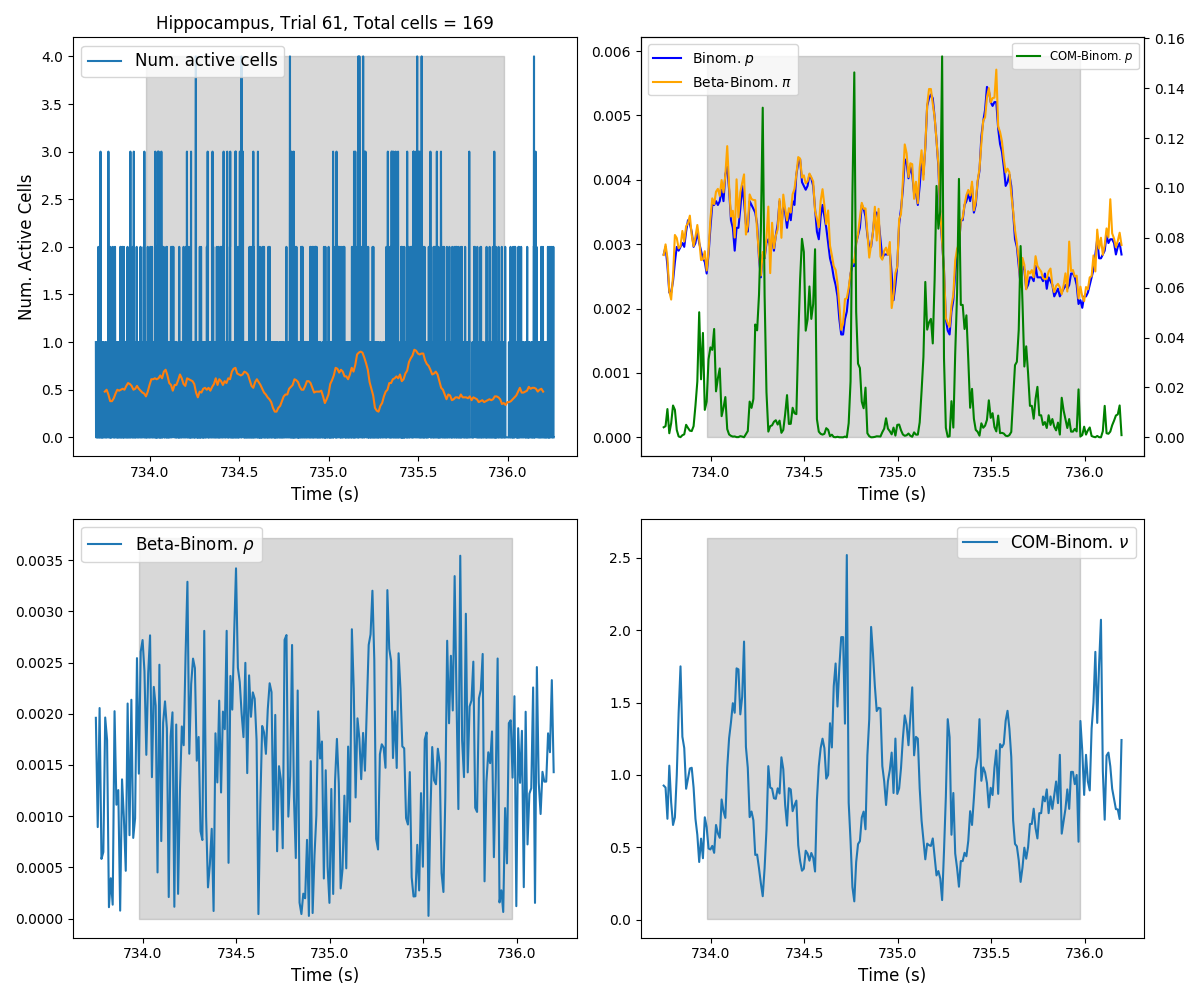 Hippocampus, Trial 61, Total cells = 169
Num. active cells
4.0
3.5
3.0
2.5
2.0
1.5
1.0
0.5
0.0
Num. Active Cells
734.0 734.5 735.0 735.5 736.0
Time (s)
Binom. p
Beta-Binom. π
COM-Binom. p
0.006
0.005
0.004
0.003
0.002
0.001
0.000
0.16
0.14
0.12
0.10
0.08
0.06
0.04
0.02
0.00
734.0 734.5 735.0 735.5 736.0
Time (s)
Beta-Binom. ρ
0.0035
0.0030
0.0025
0.0020
0.0015
0.0010
0.0005
0.0000
734.0 734.5 735.0 735.5 736.0
Time (s)
COM-Binom. ν
2.5
2.0
1.5
1.0
0.5
0.0
734.0 734.5 735.0 735.5 736.0
Time (s)